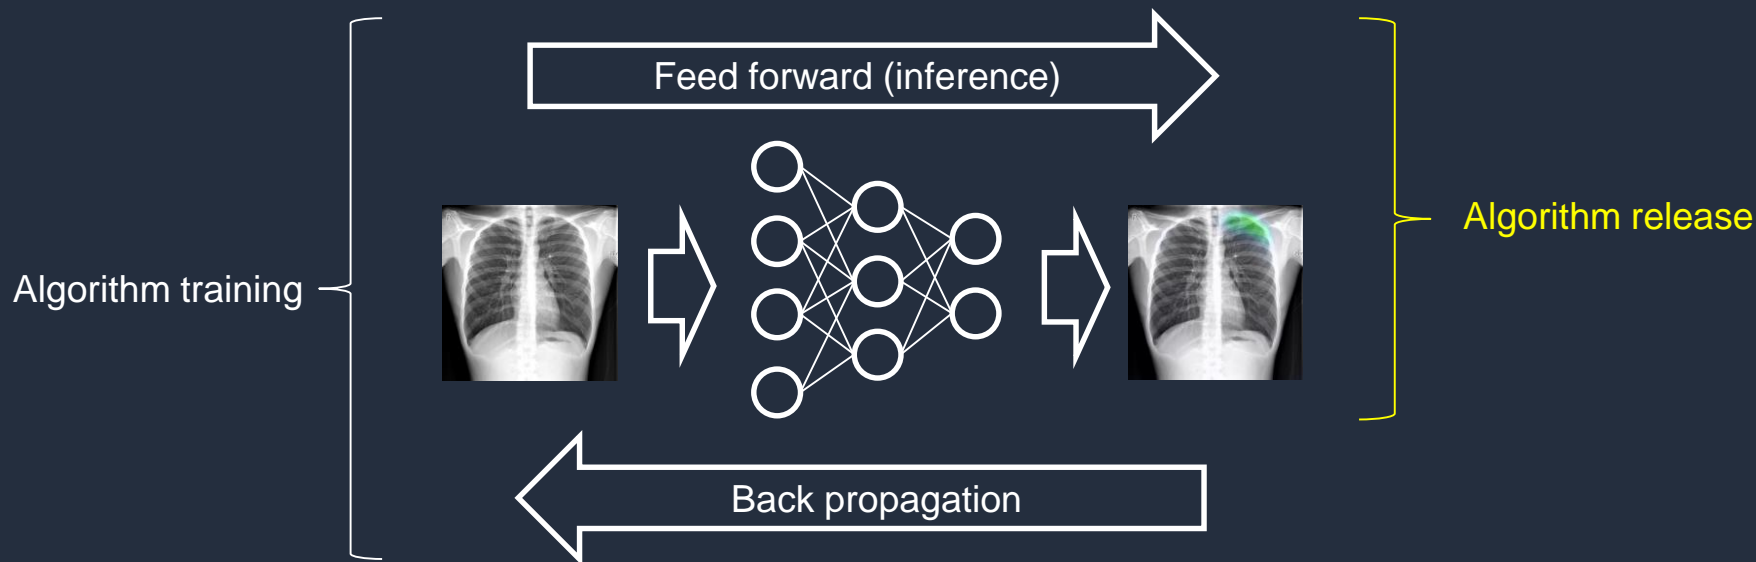 Feed forward (inference)
Algorithm release
Algorithm training
Back propagation